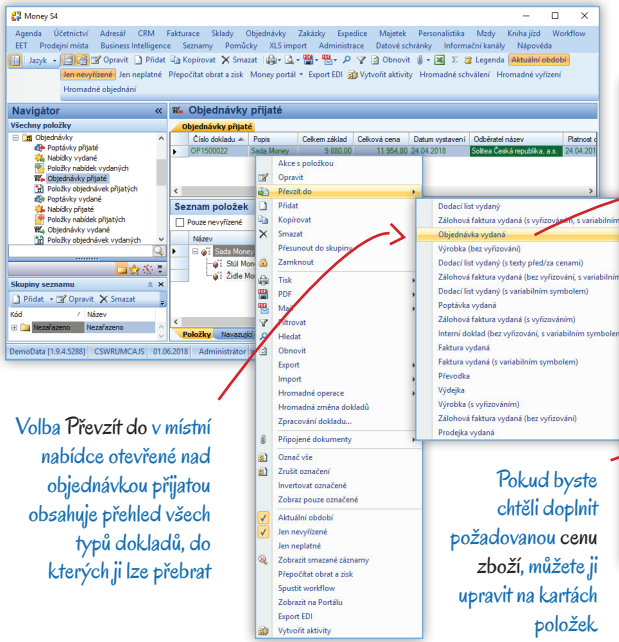 Money S4
Agenda Účetnictví Adresář CRM Fakturace Sklady Objednávky Zakázky Expedice Majetek Personalistika Mzdy Kniha jízd Workflow
EET Prodejní místa Business Intelligence Seznamy Pomůcky XLS import Administrace Datové schránky Informační kanály Nápověda
Jazyk Opravit Přidat Kopírovat Smazat Obnovit Legenda Aktuální období
Jen nevyřízené Jen neplatné Přepočítat obrat a zisk Money portál Export EDI Vytvořit aktivity Hromadné schválení Hromadné vyřízení
Hromadné objednání
Navigátor
Všechny položky
Objednávky
Poptávky přijaté
Nabídky vydané
Položky nabídek vydaných
Objednávky přijaté
Položky objednávek přijatých
Poptávky vydané
Nabídky přijaté
Položky nabídek přijatých
Objednávky vydané
Položky objednávek vydaných
Skupiny seznamu
Přidat Opravit Smazat
Kód / Název
Nezařazeno Nezařazeno
DemoData [1.9.4.5288] CSWRUMCAJS 01.06.2018 Administrátor s
Objednávky přijaté
Objednávky přijaté
Číslo dokladu Popis Celkem základ Celková cena Datum vystavení Odběratel název Platnost d
OP1500022 Sada Money 9 880.00 11 954.80 24.04.2018 Solitea Česká republika, a.s. 24.04.201
Seznam položek
Pouze nevyřízené
Název
Sada Money
Stůl Mon
Židle Mo
Položky Navazujíc
Akce s položkou
Opravit
Převzít do
Přidat
Kopírovat
Smazat
Přesunout do skupiny
Zamknout
Tisk
PDF
Mail
Filtrovat
Hledat
Obnovit
Export
Import
Hromadné operace
Hromadná změna dokladů
Zpracování dokladu...
Připojené dokumenty
Označ vše
Zrušit označení
Invertovat označené
Zobraz pouze označené
Aktuální období
Jen nevyřízené
Jen neplatné
Zobrazit smazané záznamy
Přepočítat obrat a zisk
Spustit workflow
Zobrazit na Portálu
Export EDI
Vytvořit aktivity
Dodací list vydaný
Zálohová faktura vydaná (s vyřizováním, s variabilním
Objednávka vydaná
Výrobka (bez vyřizování)
Dodací list vydaný (s texty před/za cenami)
Zálohová faktura vydaná (bez vyřizování, s variabilním
Dodací list vydaný (s variabilním symbolem)
Poptávka vydaná
Zálohová faktura vydaná (s vyřizováním)
Interní doklad (bez vyřizování, s variabilním symbolem
Faktura vydaná
Faktura vydaná (s variabilním symbolem)
Převodka
Výdejka
Výrobka (s vyřizováním)
Zálohová faktura vydaná (bez vyřizování)
Prodejka vydaná
Volba Převzít do v místní
nabídce otevřené nad
objednávkou přijatou
obsahuje přehled všech
typů dokladů, do
kterých ji lze přebrat
Pokud byste
chtěli doplnit
požadovanou cenu
zboží, můžete ji
upravit na kartách
položek